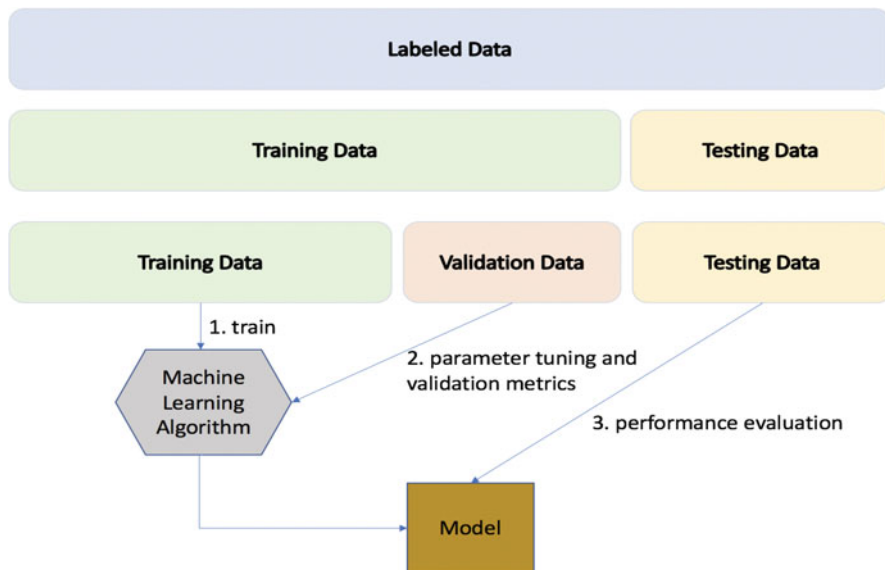 Labeled Data
Training Data
Testing Data
Training Data
Validation Data
Testing Data
1. train
2. parameter tuning and
validation metrics
Machine
Learning
Algorithm
3. performance evaluation
Model